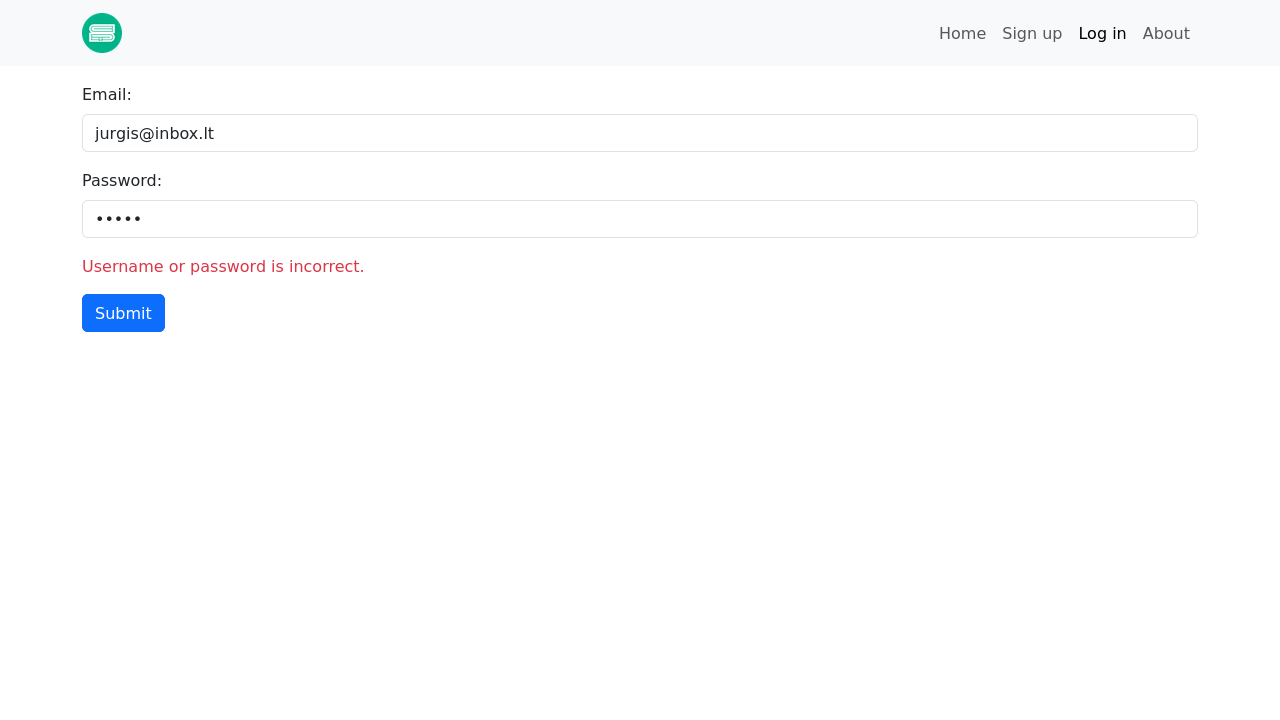 Home Sign up Log in About
Email:
jurgis@inbox.lt
Password:
•••••
Username or password is incorrect.
Submit